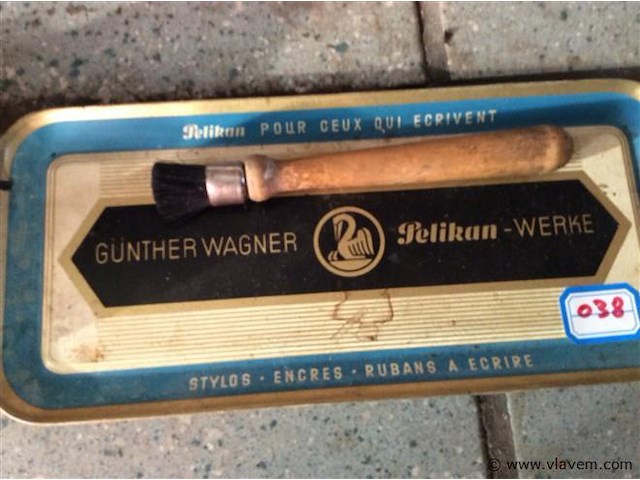 Pelikan POUR CEUX QUI ECRIVENT
GÜNTHER WAGNER Pelikan - WERKE
038
STYLOS · ENCRES · RUBANS A ECRIRE
© www.vlavem.com